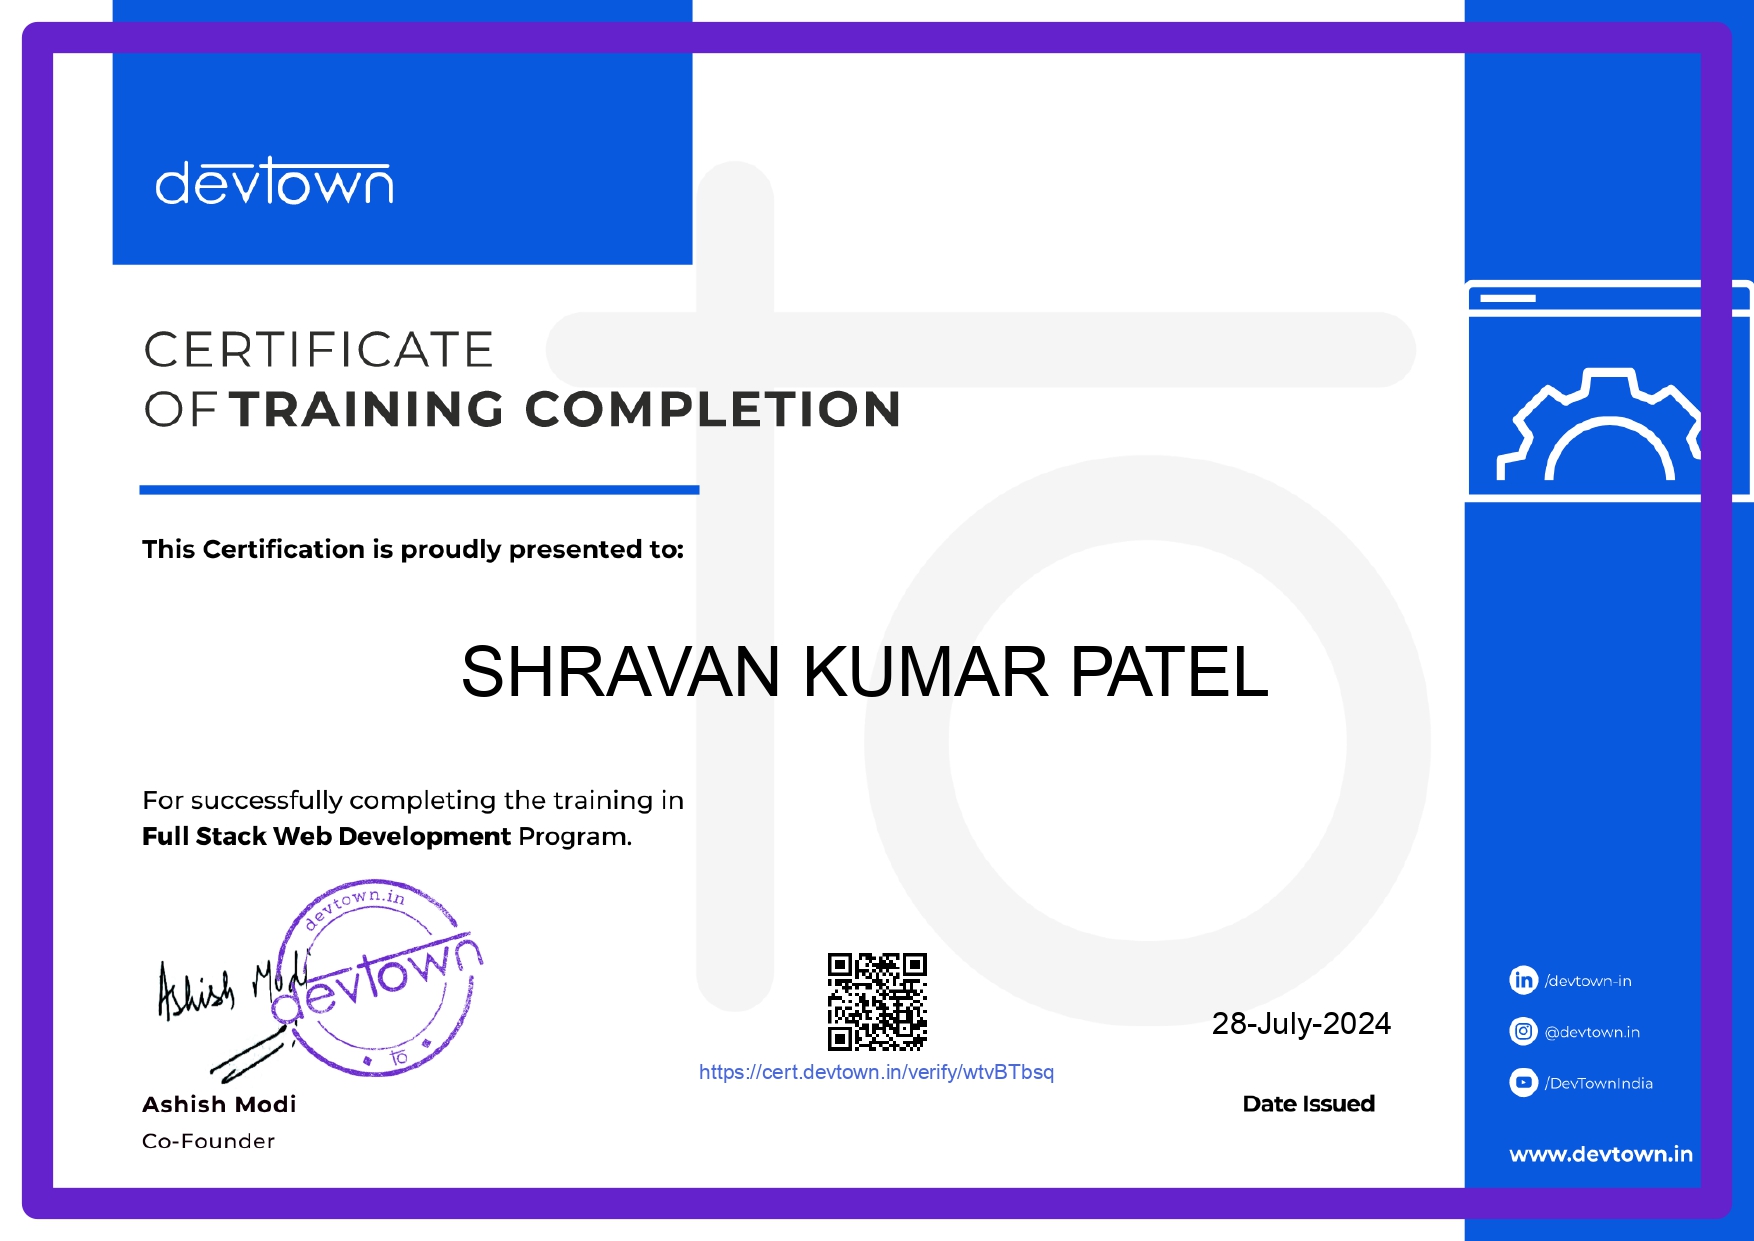 devtown
CERTIFICATE
OF TRAINING COMPLETION
This Certification is proudly presented to:
SHRAVAN KUMAR PATEL
For successfully completing the training in
Full Stack Web Development Program.
devtown.in
devtown
to
Ashish Modi
Ashish Modi
Co-Founder
https://cert.devtown.in/verify/wtvBTbsq
28-July-2024
Date Issued
in /devtown-in
@devtown.in
/DevTownIndia
www.devtown.in